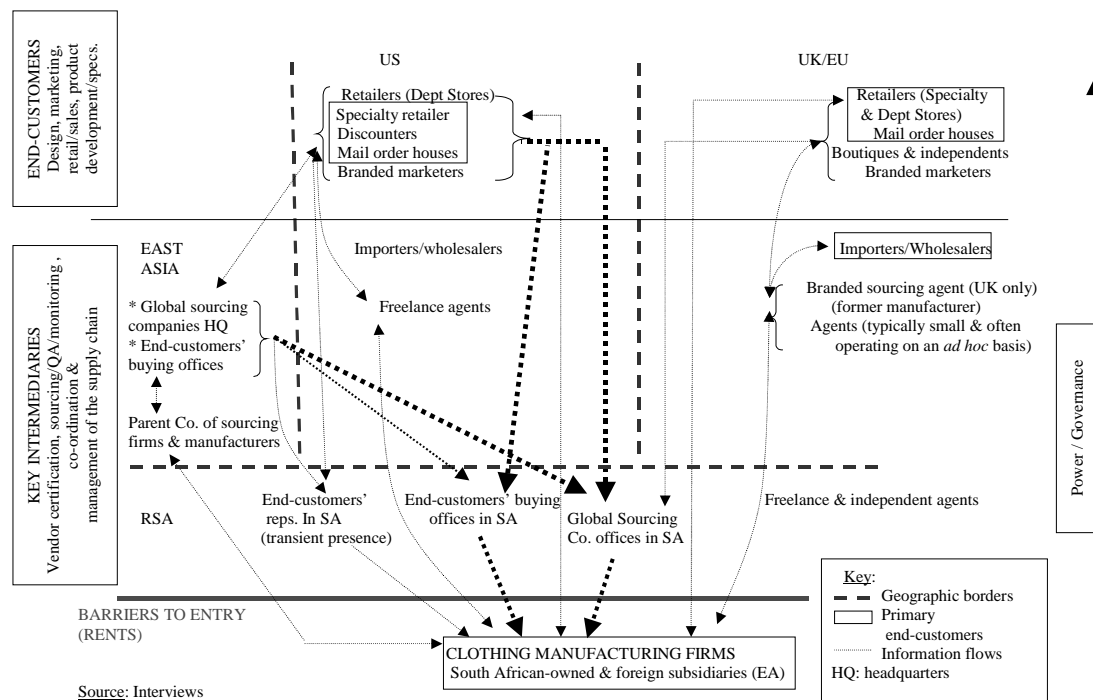 END-CUSTOMERS
Design, marketing,
retail/sales, product
development/specs.
US
UK/EU
Retailers (Dept Stores)
Specialty retailer
Discounters
Mail order houses
Branded marketers
Retailers (Specialty
& Dept Stores)
Mail order houses
Boutiques & independents
Branded marketers
KEY INTERMEDIARIES
Vendor certification, sourcing/QA/monitoring ,
co-ordination &
management of the supply chain
EAST
ASIA
* Global sourcing
companies HQ
* End-customers'
buying offices
Parent Co. of sourcing
firms & manufacturers
Importers/wholesalers
Freelance agents
Importers/Wholesalers
Branded sourcing agent (UK only)
(former manufacturer)
Agents (typically small & often
operating on an ad hoc basis)
Power / Governance
RSA
End-customers'
reps. In SA
(transient presence)
End-customers' buying
offices in SA
Global Sourcing
Co. offices in SA
Freelance & independent agents
BARRIERS TO ENTRY
(RENTS)
CLOTHING MANUFACTURING FIRMS
South African-owned & foreign subsidiaries (EA)
Key:
Geographic borders
Primary
end-customers
Information flows
HQ: headquarters
Source: Interviews